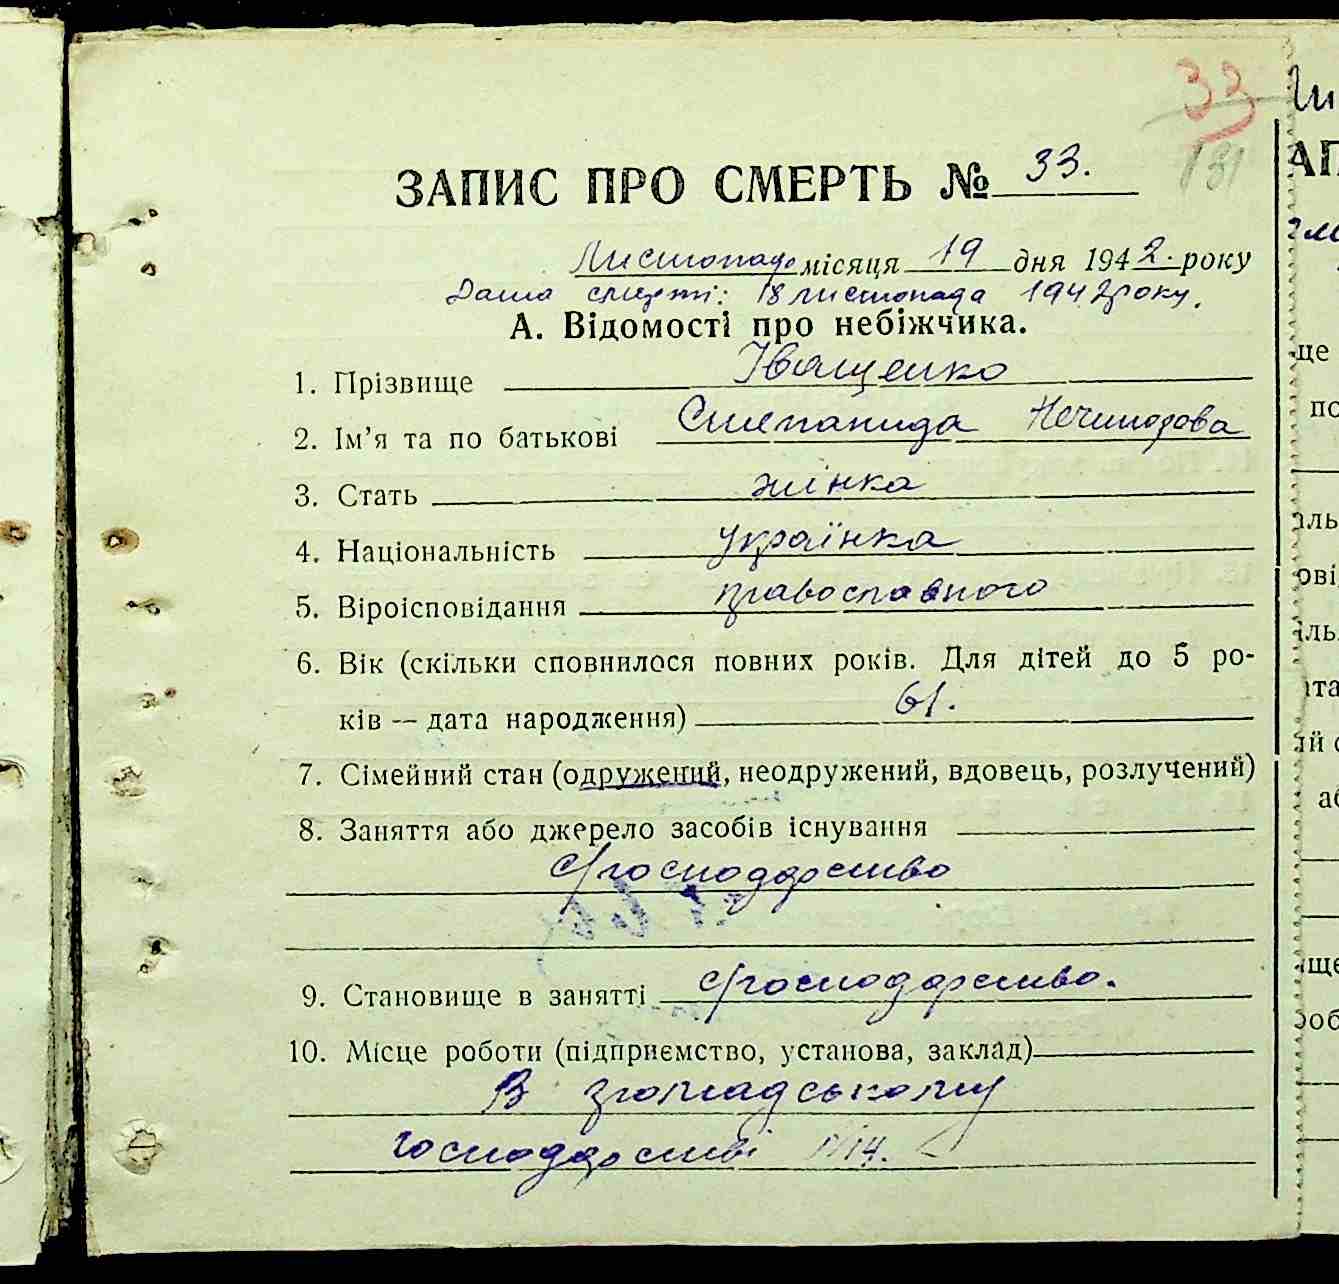 33
131
ЗАПИС ПРО СМЕРТЬ № 33.
Листопада місяця 19 дня 1942. року
Дата смерті: 18 листопада 1942 року.
А. Відомості про небіжчика.
1. Прізвище Іващенко
2. Ім'я та по батькові Степанида Нечипорова
3. Стать жінка
4. Національність українка
5. Віроісповідання православного
6. Вік (скільки сповнилося повних років. Для дітей до 5 ро-
ків — дата народження) 61.
7. Сімейний стан (одружений, неодружений, вдовець, розлучений)
8. Заняття або джерело засобів існування
с/господарство
9. Становище в занятті с/господарство.
10. Місце роботи (підприємство, установа, заклад)
В громадському
господарстві №14.